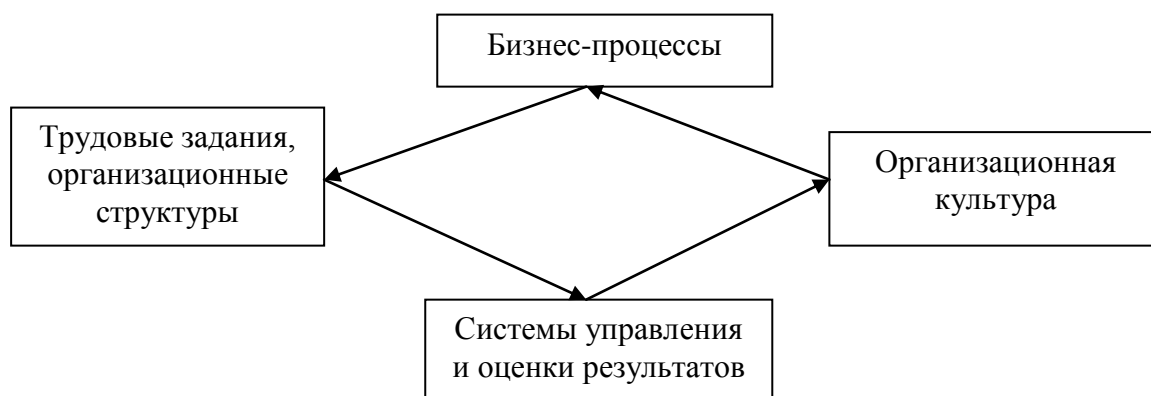 Бизнес-процессы
Трудовые задания,
организационные
структуры
Организационная
культура
Системы управления
и оценки результатов